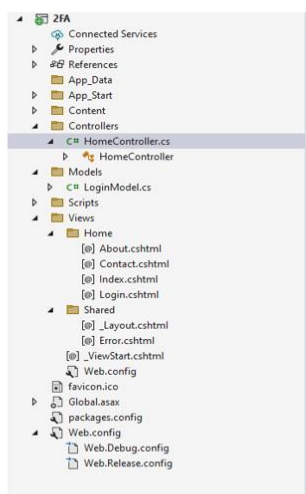 2FA
Connected Services
Properties
References
App_Data
App_Start
Content
Controllers
C# HomeController.cs
HomeController
Models
C# LoginModel.cs
Scripts
Views
Home
[@] About.cshtml
[@] Contact.cshtml
[@] Index.cshtml
[@] Login.cshtml
Shared
[@] _Layout.cshtml
[@] Error.cshtml
[@] _ViewStart.cshtml
Web.config
favicon.ico
Global.asax
packages.config
Web.config
Web.Debug.config
Web.Release.config